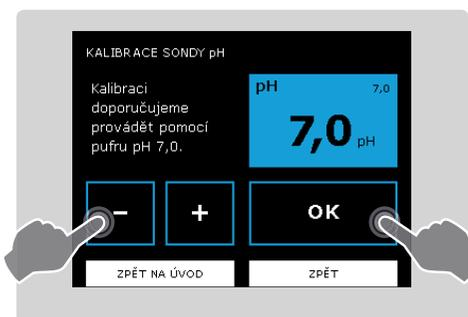 KALIBRACE SONDY pH
Kalibraci
doporučujeme
provádět pomocí
pufru pH 7,0.
pH 7,0
7,0 pH
- + OK
ZPĚT NA ÚVOD ZPĚT